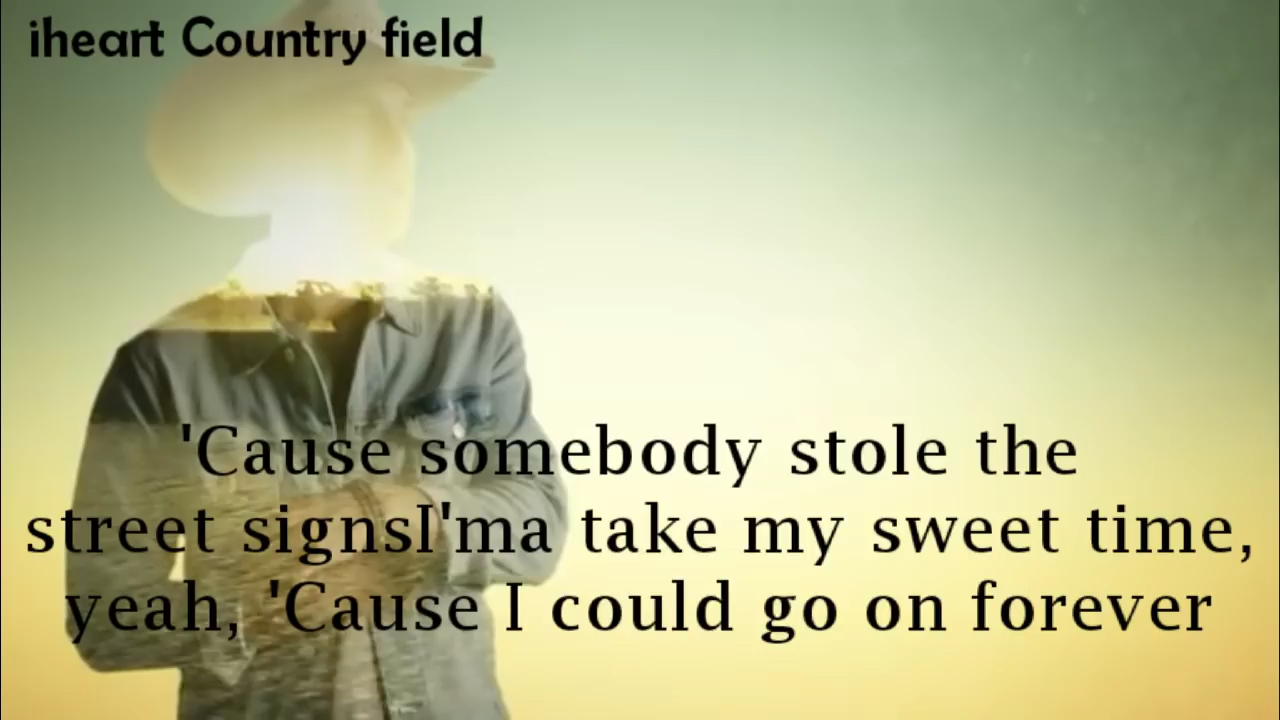 iheart Country field
'Cause somebody stole the
street signsI'ma take my sweet time,
yeah, 'Cause I could go on forever